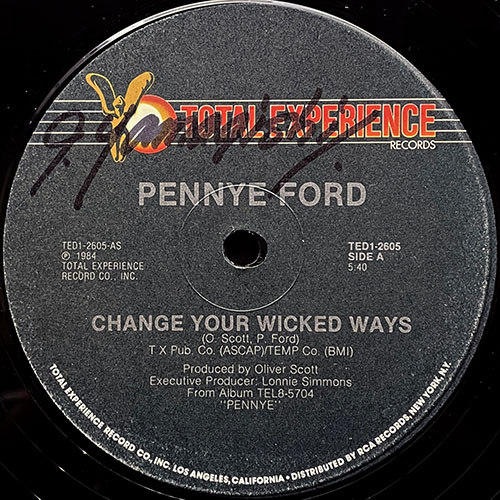 TOTAL EXPERIENCE
RECORDS
PENNYE FORD
TED1-2605-AS
℗ 1984
TOTAL EXPERIENCE
RECORD CO., INC.
TED1-2605
SIDE A
5:40
CHANGE YOUR WICKED WAYS
(O. Scott, P. Ford)
T X Pub. Co. (ASCAP)/TEMP Co. (BMI)
Produced by Oliver Scott
Executive Producer: Lonnie Simmons
From Album TEL8-5704
"PENNYE"
TOTAL EXPERIENCE RECORD CO., INC. LOS ANGELES, CALIFORNIA • DISTRIBUTED BY RCA RECORDS, NEW YORK, N.Y.